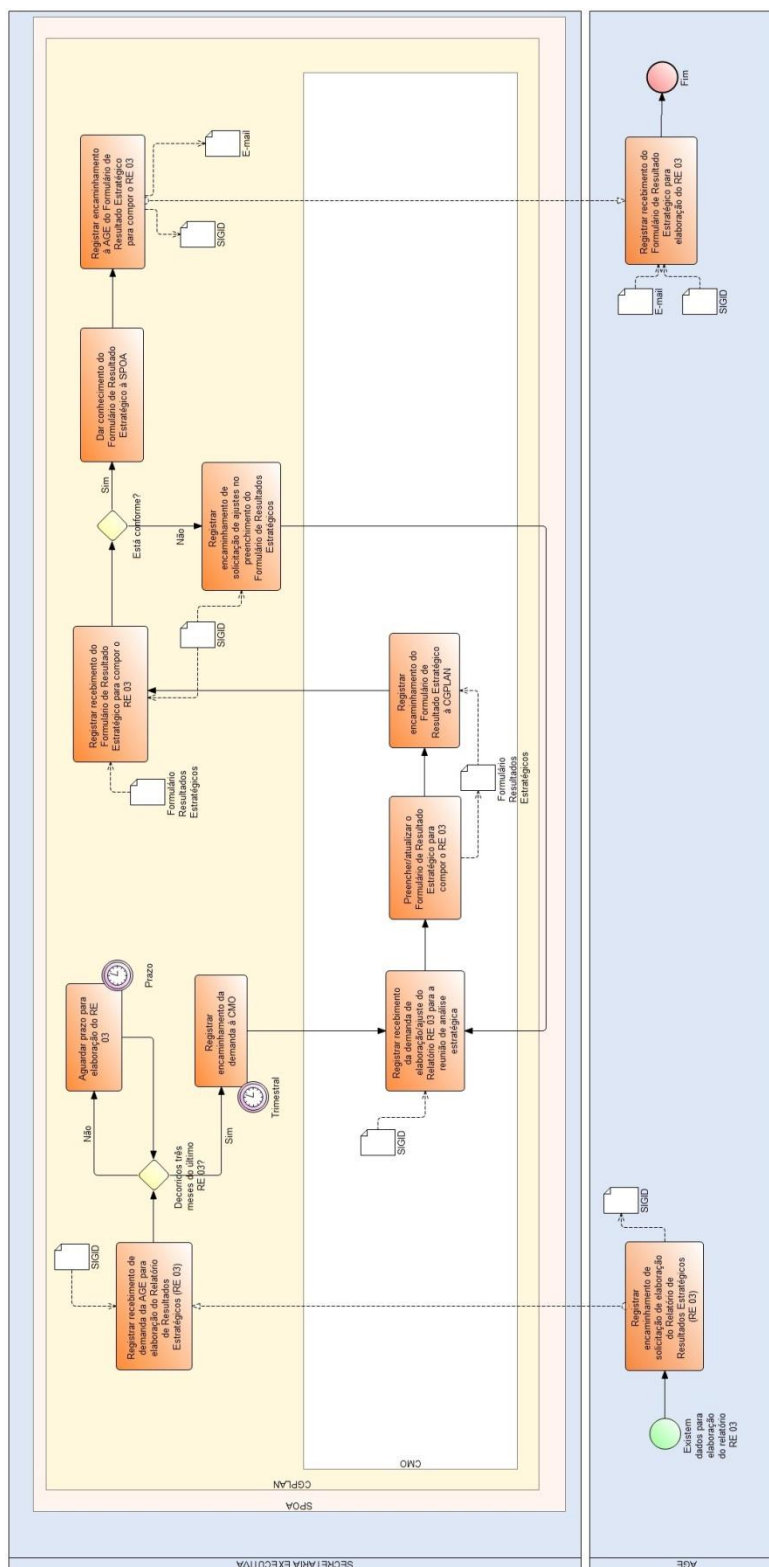 SECRETARIA EXECUTIVA
SPOA
CGPLAN
Registrar recebimento de
demanda da AGE para
elaboração do Relatório
de Resultados
Estratégicos (RE 03)
SIGID
Decorridos três
meses do último
RE 03?
Não
Aguardar prazo para
elaboração do RE
03
Prazo
Sim
Registrar
encaminhamento da
demanda à CMO
Trimestral
Registrar recebimento do
Formulário de Resultado
Estratégico para compor o
RE 03
Formulário
Resultados
Estratégicos
SIGID
Está conforme?
Não
Registrar
encaminhamento de
solicitação de ajustes no
preenchimento do
Formulário de Resultados
Estratégicos
Sim
Dar conhecimento do
Formulário de Resultado
Estratégico à SPOA
Registrar encaminhamento
à AGE do Formulário de
Resultado Estratégico
para compor o RE 03
SIGID
E-mail
CMO
SIGID
Registrar recebimento
da demanda de
elaboração/ajuste do
Relatório RE 03 para a
reunião de análise
estratégica
Preencher/atualizar o
Formulário de Resultado
Estratégico para
compor o RE 03
Formulário
Resultados
Estratégicos
Registrar
encaminhamento do
Formulário de
Resultado Estratégico
à CGPLAN
AGE
Existem
dados para
elaboração
do relatório
RE 03
Registrar
encaminhamento de
solicitação de elaboração
do Relatório de
Resultados Estratégicos
(RE 03)
SIGID
E-mail
SIGID
Registrar recebimento do
Formulário de Resultado
Estratégico para
elaboração do RE 03
Fim